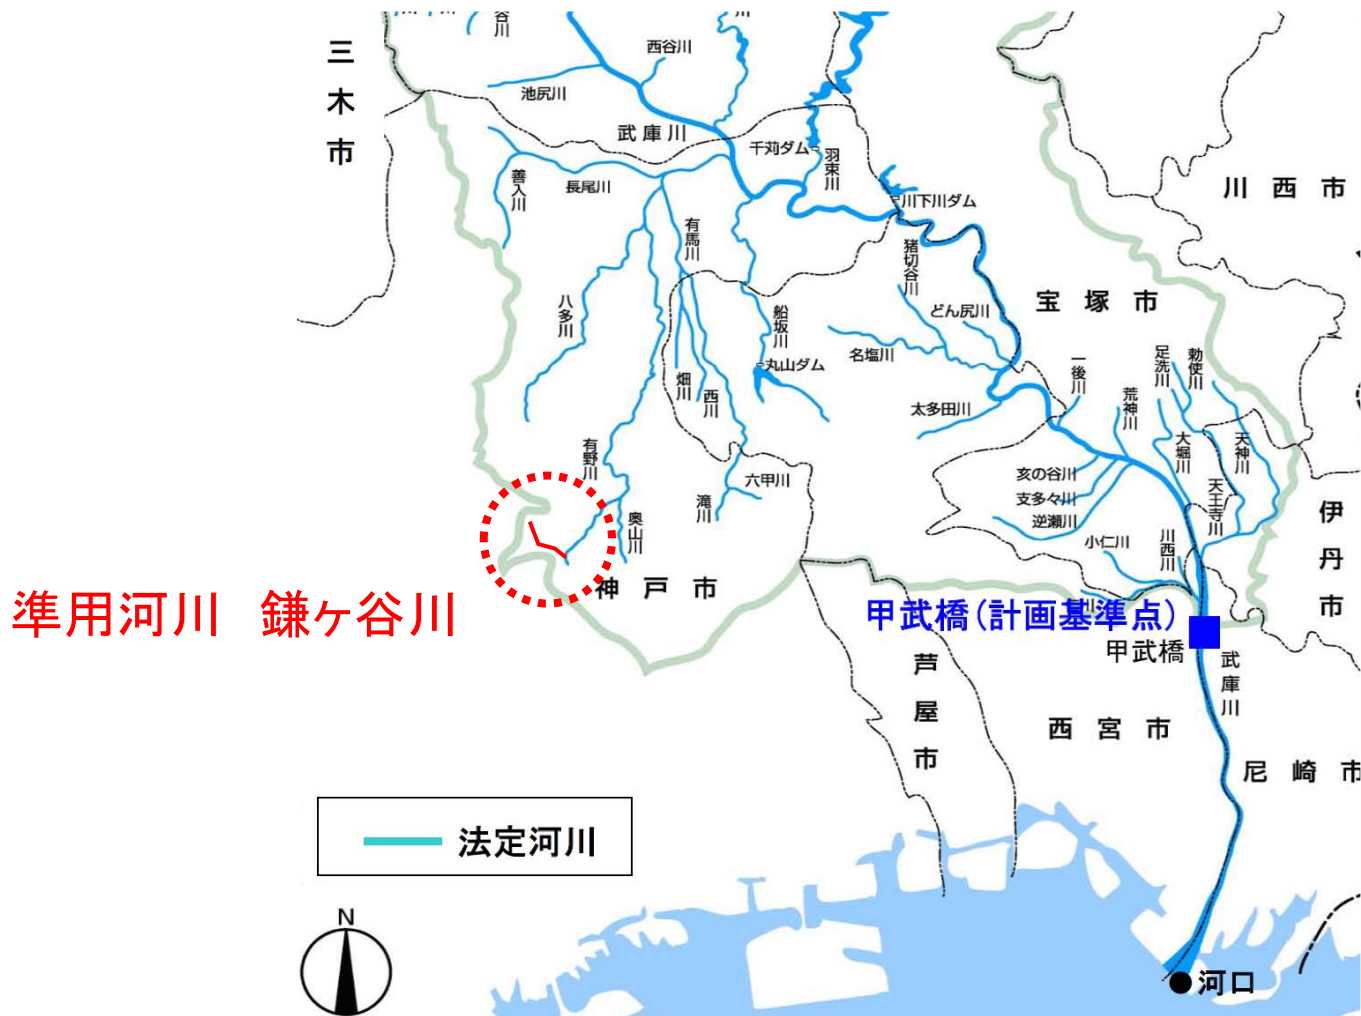 谷川
川
川
三木市
西谷川
池尻川
武庫川
千苅ダム
羽束川
善入川
長尾川
川下川ダム
川西市
有馬川
猪切谷川
八多川
船坂川
どん尻川
宝塚市
名塩川
丸山ダム
一後川
足洗川
勅使川
畑川
西川
太多田川
荒神川
大堀川
天神川
有野川
六甲川
滝川
亥の谷川
支多々川
逆瀬川
天王寺川
奥山川
小仁川
川西川
伊丹市
神戸市
準用河川 鎌ヶ谷川
甲武橋(計画基準点)
甲武橋
武庫川
芦屋市
西宮市
尼崎市
法定河川
N
河口